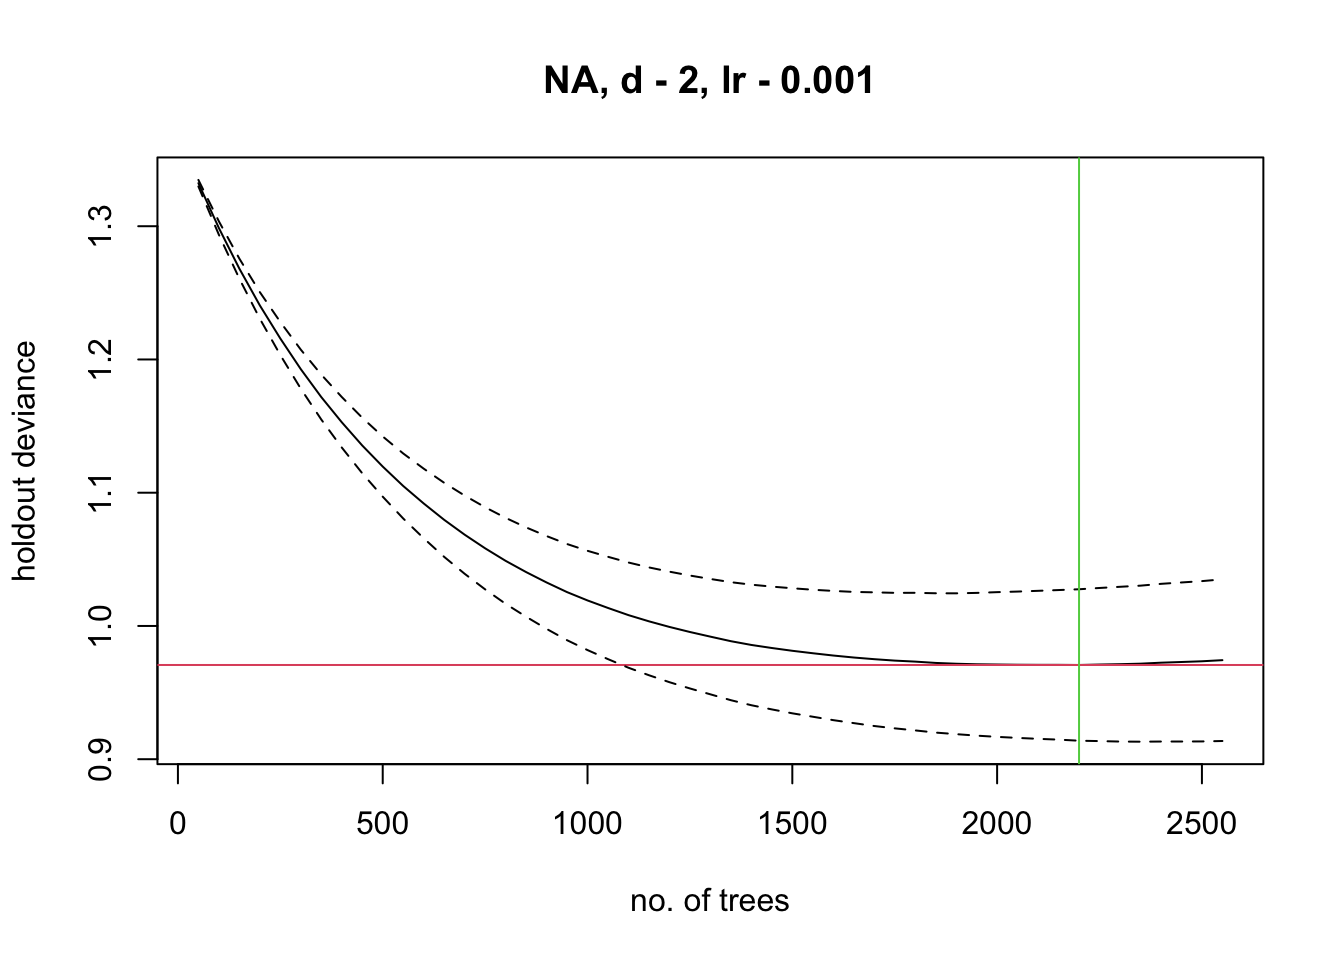 NA, d - 2, lr - 0.001
holdout deviance
1.3
1.2
1.1
1.0
0.9
0 500 1000 1500 2000 2500
no. of trees